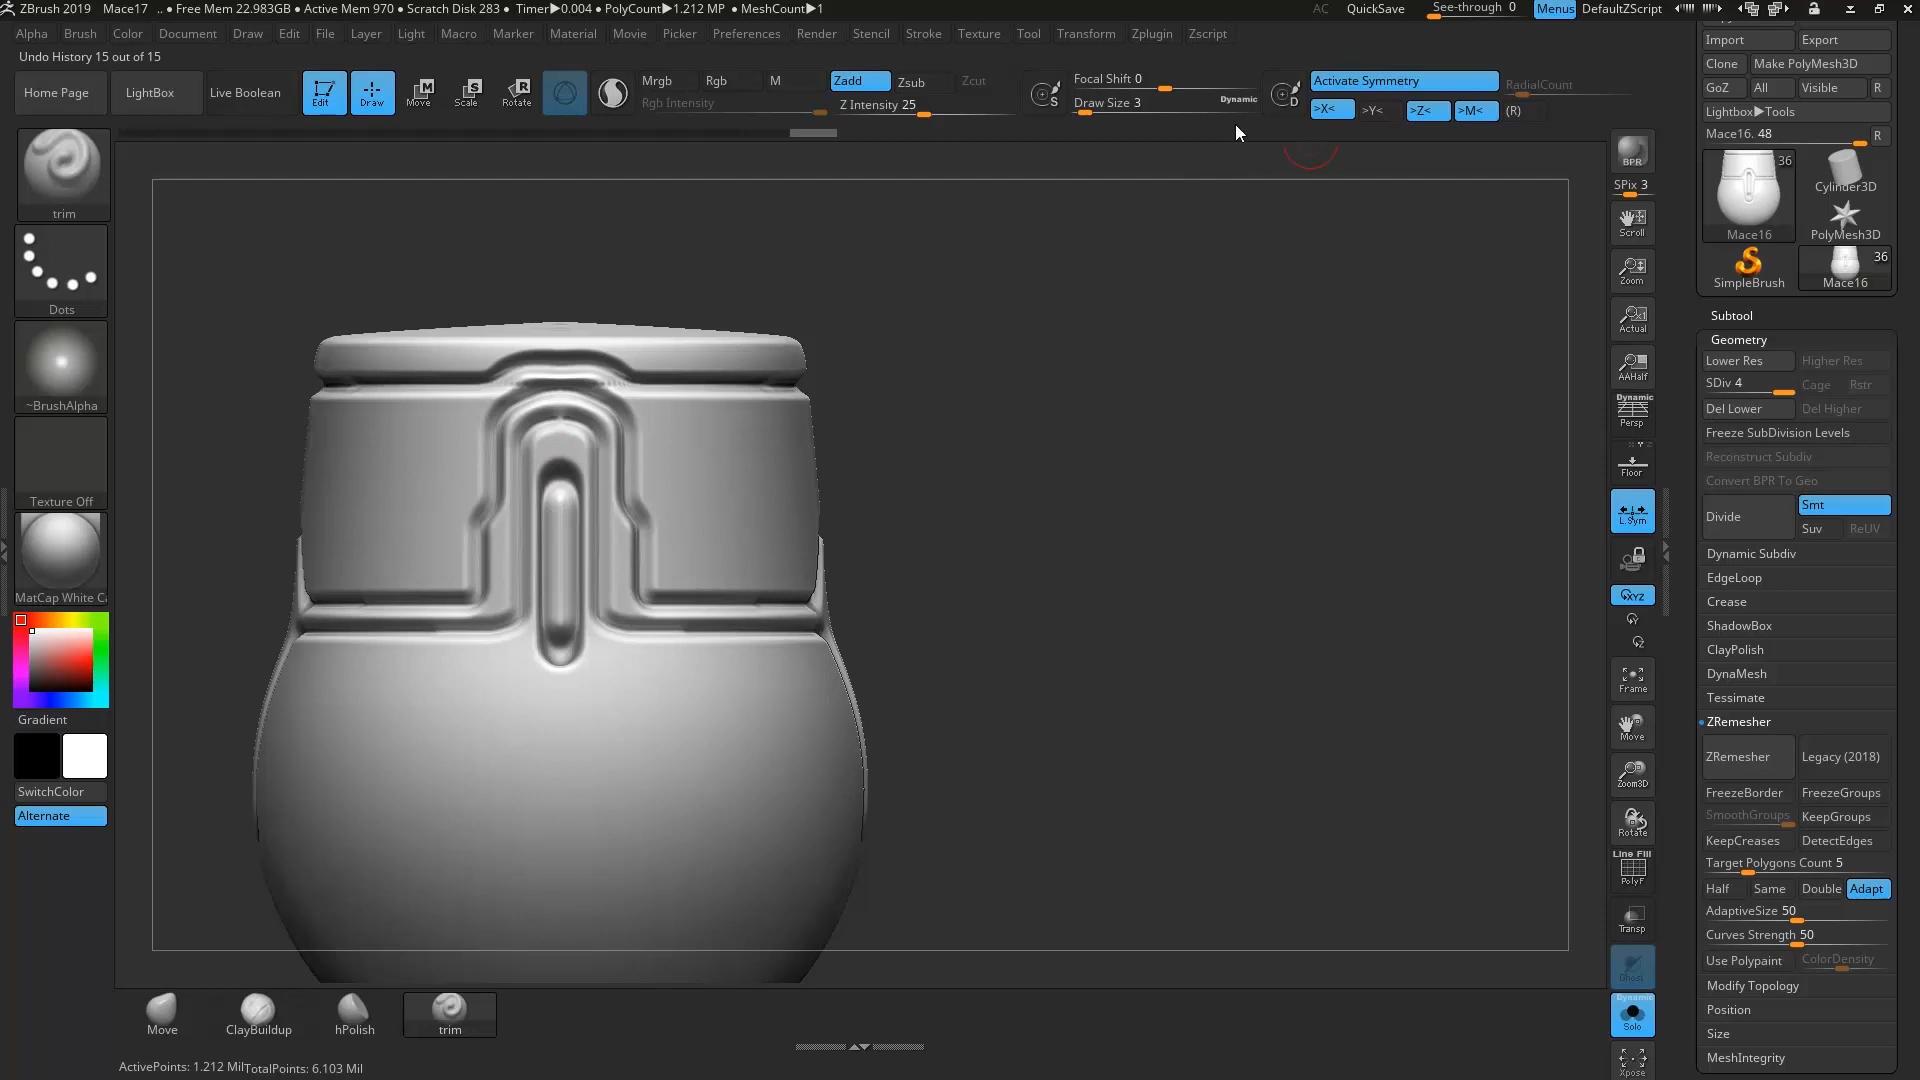 ZBrush 2019 Mace17 .. ● Free Mem 22.983GB ● Active Mem 970 ● Scratch Disk 283 ● Timer▶0.004 ● PolyCount▶1.212 MP ● MeshCount▶1 AC QuickSave See-through 0 Menus DefaultZScript
Alpha Brush Color Document Draw Edit File Layer Light Macro Marker Material Movie Picker Preferences Render Stencil Stroke Texture Tool Transform Zplugin Zscript
Undo History 15 out of 15
Home Page LightBox Live Boolean Edit Draw Move Scale Rotate
M S R
Mrgb Rgb M Zadd Zsub Zcut
Rgb Intensity Z Intensity 25
S Focal Shift 0
Draw Size 3 Dynamic
D Activate Symmetry RadialCount
>X< >Y< >Z< >M< (R)
trim
Dots
~BrushAlpha
Texture Off
MatCap White Ca
Gradient
SwitchColor
Alternate
Move ClayBuildup hPolish trim
ActivePoints: 1.212 Mil TotalPoints: 6.103 Mil
BPR
SPix 3
Scroll
Zoom
Actual
AAHalf
Dynamic
Persp
Floor
L.Sym
XYZ
Y
Z
Frame
Move
Zoom3D
Rotate
Line Fill
PolyF
Transp
Ghost
Dynamic
Solo
Xpose
Import Export
Clone Make PolyMesh3D
GoZ All Visible R
Lightbox▶Tools
Mace16. 48 R
36
Mace16
Cylinder3D
PolyMesh3D
SimpleBrush
36
Mace16
Subtool
Geometry
Lower Res Higher Res
SDiv 4 Cage Rstr
Del Lower Del Higher
Freeze SubDivision Levels
Reconstruct Subdiv
Convert BPR To Geo
Divide Smt
Suv ReUV
Dynamic Subdiv
EdgeLoop
Crease
ShadowBox
ClayPolish
DynaMesh
Tessimate
ZRemesher
ZRemesher Legacy (2018)
FreezeBorder FreezeGroups
SmoothGroups KeepGroups
KeepCreases DetectEdges
Target Polygons Count 5
Half Same Double Adapt
AdaptiveSize 50
Curves Strength 50
Use Polypaint ColorDensity
Modify Topology
Position
Size
MeshIntegrity